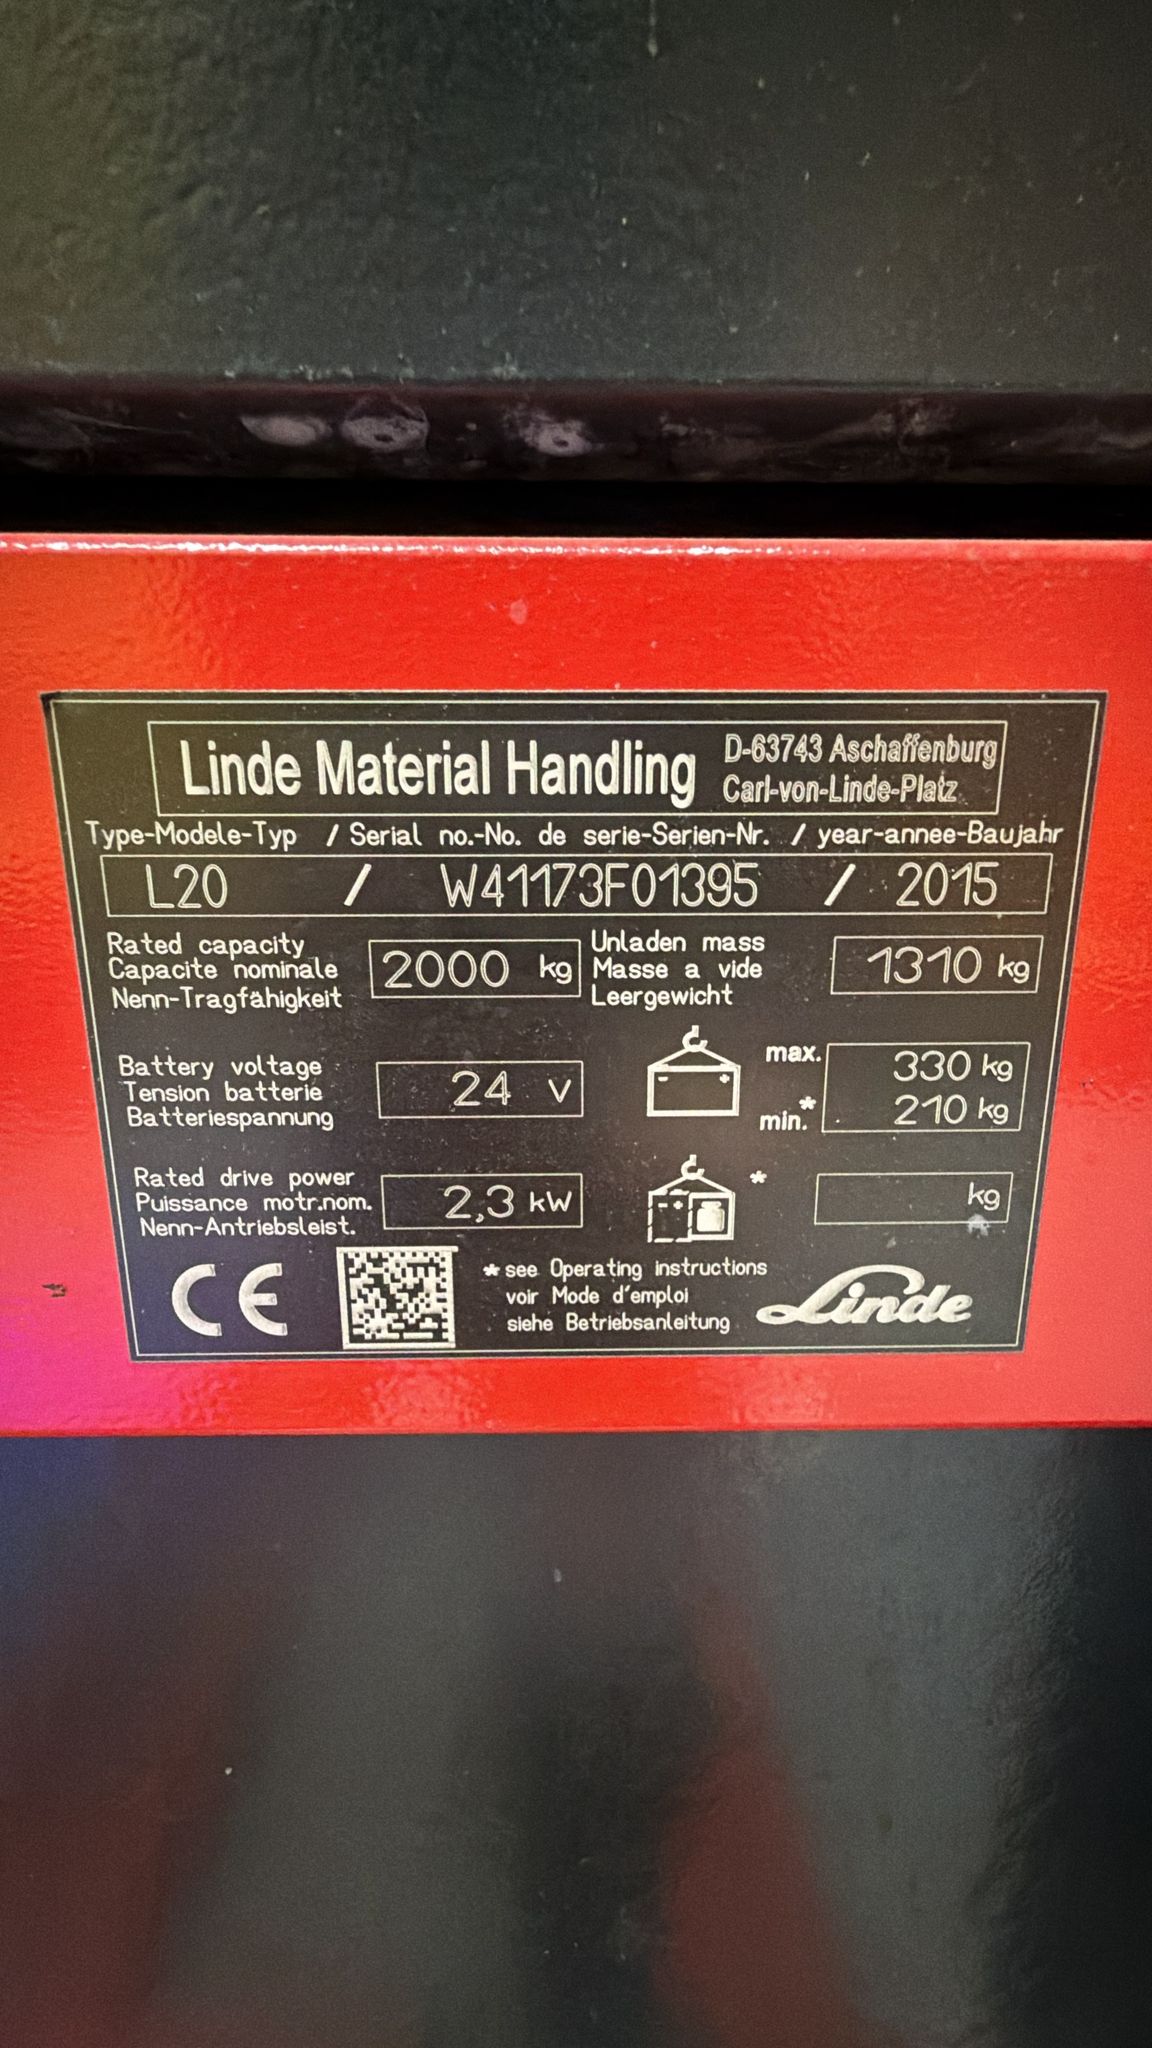 Linde Material Handling
D-63743 Aschaffenburg
Carl-von-Linde-Platz
Type-Modele-Typ / Serial no.-No. de serie-Serien-Nr. / year-annee-Baujahr
L20 / W41173F01395 / 2015
Rated capacity
Capacite nominale
Nenn-Tragfähigkeit
2000 kg
Unladen mass
Masse a vide
Leergewicht
1310 kg
Battery voltage
Tension batterie
Batteriespannung
24 V
- +
max. 330 kg
min.* 210 kg
Rated drive power
Puissance motr.nom.
Nenn-Antriebsleist.
2,3 kW
- +
* kg
CE
* see Operating instructions
voir Mode d'emploi
siehe Betriebsanleitung
Linde